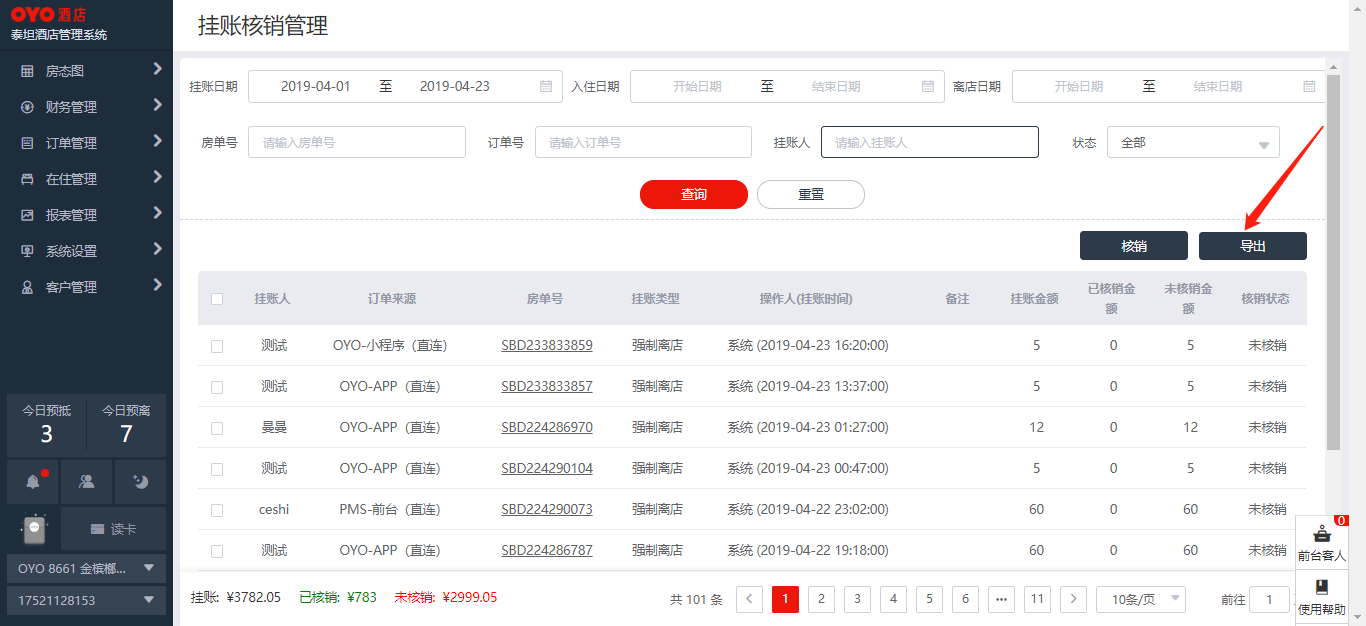 OYO 酒店
泰坦酒店管理系统
房态图
财务管理
订单管理
在住管理
报表管理
系统设置
客户管理
今日预抵 今日预离
3 7
读卡
OYO 8661 金槟榔...
17521128153
挂账核销管理
挂账日期 2019-04-01 至 2019-04-23 入住日期 开始日期 至 结束日期 离店日期 开始日期 至 结束日期
房单号 请输入房单号 订单号 请输入订单号 挂账人 请输入挂账人 状态 全部
查询 重置
核销 导出
挂账人 订单来源 房单号 挂账类型 操作人(挂账时间) 备注 挂账金额 已核销金额 未核销金额 核销状态
测试 OYO-小程序（直连） SBD233833859 强制离店 系统 (2019-04-23 16:20:00) 5 0 5 未核销
测试 OYO-APP（直连） SBD233833857 强制离店 系统 (2019-04-23 13:37:00) 5 0 5 未核销
曼曼 OYO-APP（直连） SBD224286970 强制离店 系统 (2019-04-23 01:27:00) 12 0 12 未核销
测试 OYO-APP（直连） SBD224290104 强制离店 系统 (2019-04-23 00:47:00) 5 0 5 未核销
ceshi PMS-前台（直连） SBD224290073 强制离店 系统 (2019-04-22 23:02:00) 60 0 60 未核销
测试 OYO-APP（直连） SBD224286787 强制离店 系统 (2019-04-22 19:18:00) 60 0 60 未核销
挂账: ¥3782.05 已核销: ¥783 未核销: ¥2999.05 共 101 条 1 2 3 4 5 6 ••• 11 10条/页 前往 1
0
前台客人
使用帮助